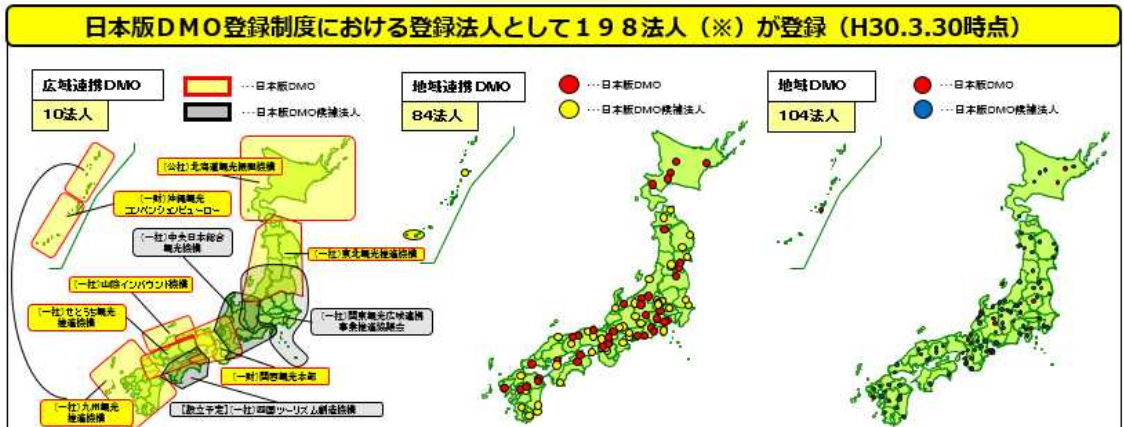 日本版DMO登録制度における登録法人として198法人（※）が登録（H30.3.30時点）
広域連携DMO
10法人
…日本版DMO
…日本版DMO候補法人
地域連携DMO
84法人
…日本版DMO
…日本版DMO候補法人
地域DMO
104法人
…日本版DMO
…日本版DMO候補法人
(公社)北海道観光振興機構
(一財)沖縄観光
コンベンションビューロー
(一社)中央日本総合
観光機構
(一社)東北観光推進機構
(一社)山陰インバウンド機構
(一社)せとうち観光
推進機構
(一社)関東観光広域連携
事業推進協議会
(一財)関西観光本部
(一社)九州観光
推進機構
【設立予定】(一社)四国ツーリズム創造機構